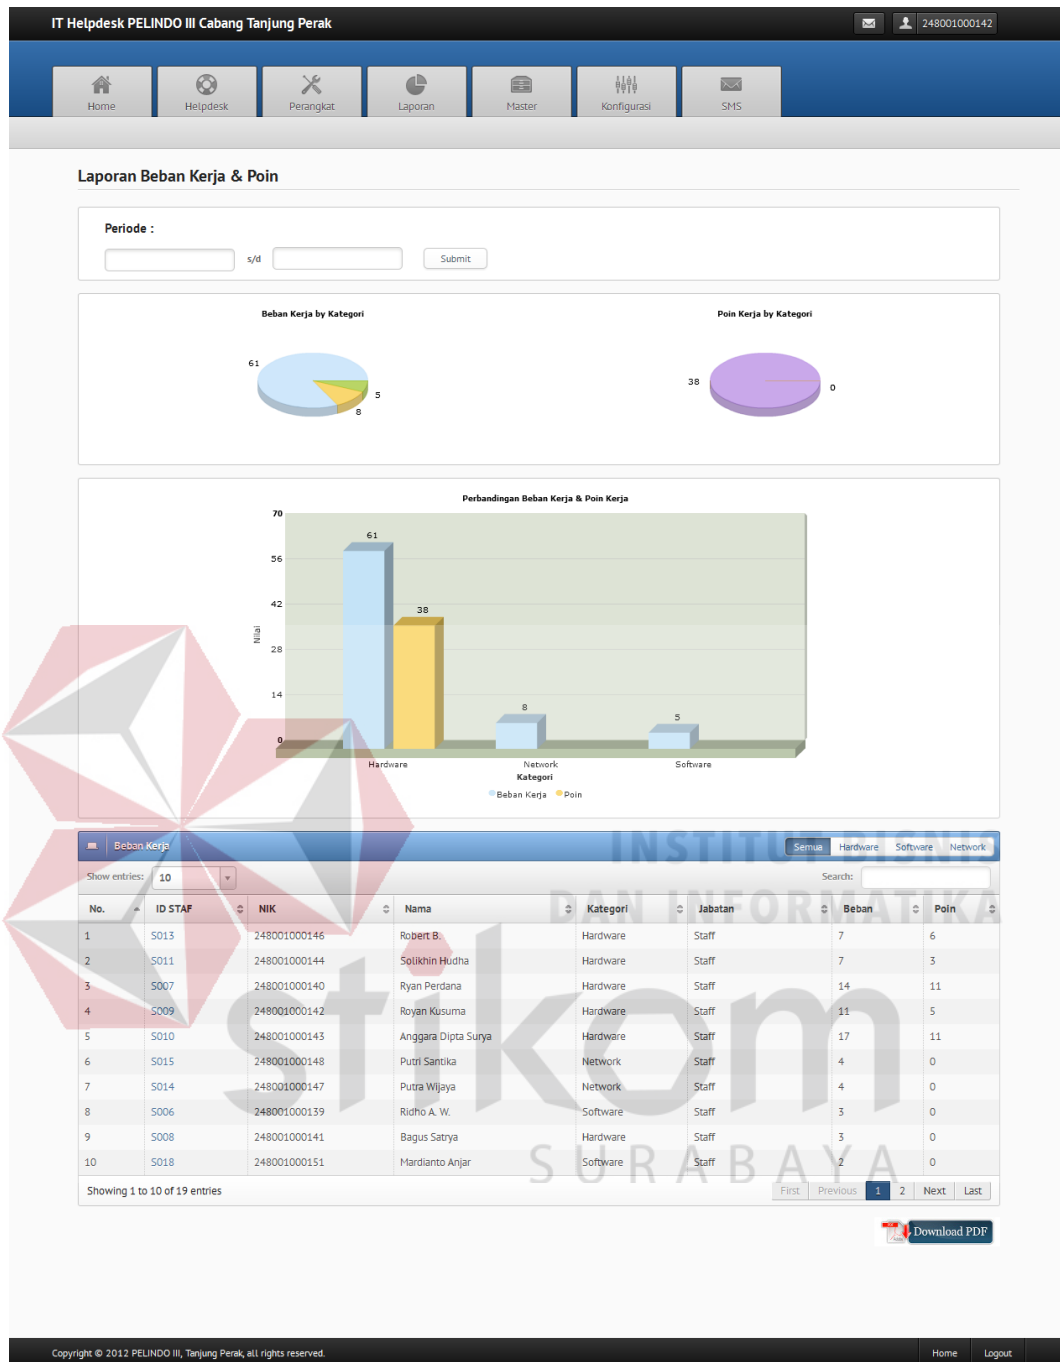 IT Helpdesk PELINDO III Cabang Tanjung Perak
248001000142
Home Helpdesk Perangkat Laporan Master Konfigurasi SMS
Laporan Beban Kerja & Poin
Periode :
s/d Submit
Beban Kerja by Kategori
61
5
8
Poin Kerja by Kategori
38
0
Perbandingan Beban Kerja & Poin Kerja
70
56
42
28
14
0
Nilai
61
38
8
5
Hardware Network Software
Kategori
Beban Kerja Poin
INSTITUT BISNIS
DAN INFORMATIKA
stikom
SURABAYA
Beban Kerja Semua Hardware Software Network
Show entries: 10 Search:
No. ID STAF NIK Nama Kategori Jabatan Beban Poin
1 S013 248001000146 Robert B. Hardware Staff 7 6
2 S011 248001000144 Solikhin Hudha Hardware Staff 7 3
3 S007 248001000140 Ryan Perdana Hardware Staff 14 11
4 S009 248001000142 Royan Kusuma Hardware Staff 11 5
5 S010 248001000143 Anggara Dipta Surya Hardware Staff 17 11
6 S015 248001000148 Putri Santika Network Staff 4 0
7 S014 248001000147 Putra Wijaya Network Staff 4 0
8 S006 248001000139 Ridho A. W. Software Staff 3 0
9 S008 248001000141 Bagus Satrya Hardware Staff 3 0
10 S018 248001000151 Mardianto Anjar Software Staff 2 0
Showing 1 to 10 of 19 entries First Previous 1 2 Next Last
Download PDF
Copyright © 2012 PELINDO III, Tanjung Perak, all rights reserved. Home Logout